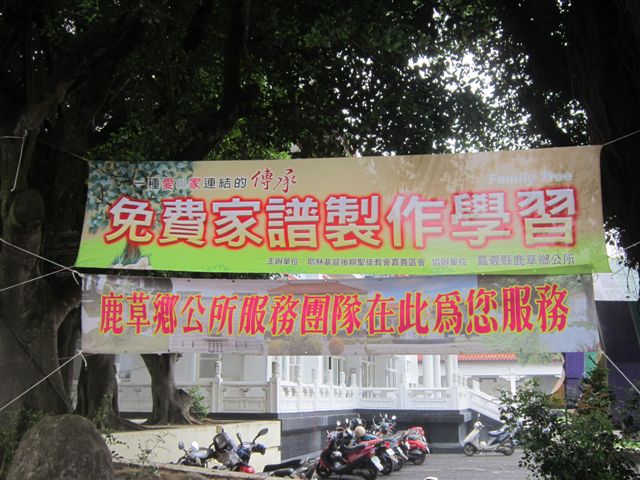 一種愛與家連結的傳承
Family Tree
免費家譜製作學習
主辦單位：耶穌基督後期聖徒教會嘉義區會 協辦單位：嘉義縣鹿草鄉公所
鹿草鄉公所服務團隊在此為您服務